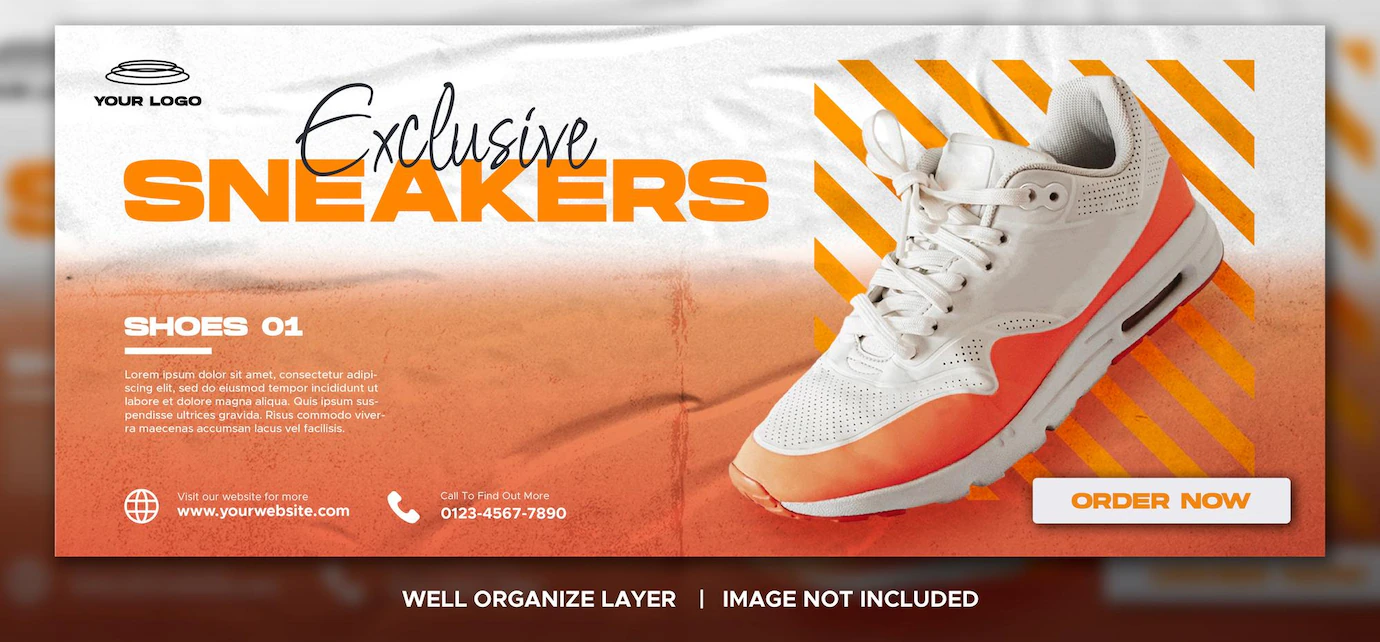 YOUR LOGO
Exclusive
SNEAKERS
SHOES 01
Lorem ipsum dolor sit amet, consectetur adipi-
scing elit, sed do eiusmod tempor incididunt ut
labore et dolore magna aliqua. Quis ipsum sus-
pendisse ultrices gravida. Risus commodo viver-
ra maecenas accumsan lacus vel facilisis.
Visit our website for more
www.yourwebsite.com
Call To Find Out More
0123-4567-7890
ORDER NOW
WELL ORGANIZE LAYER | IMAGE NOT INCLUDED